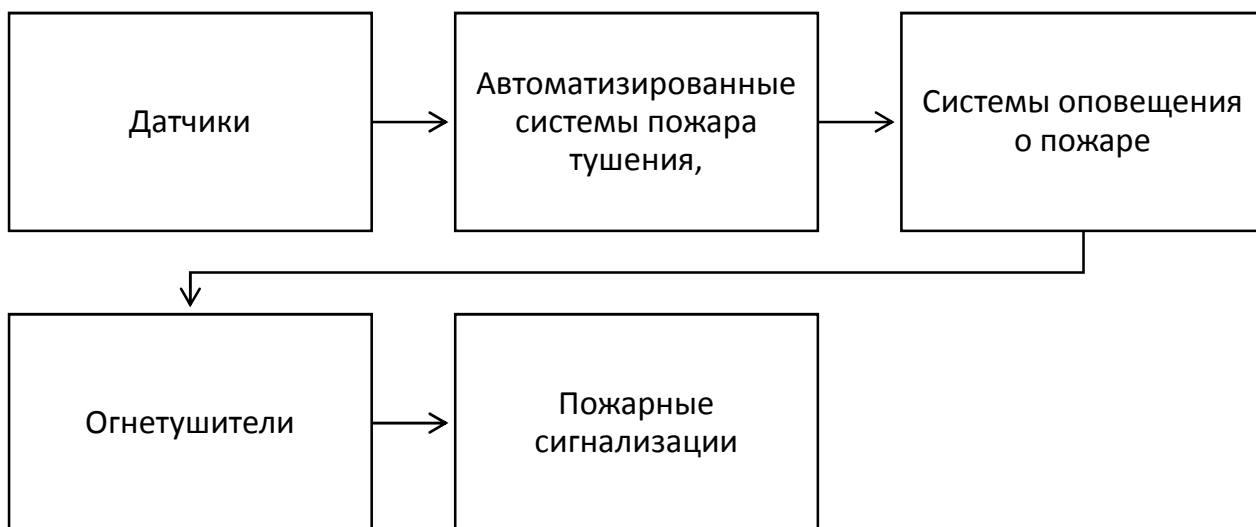 Датчики
Автоматизированные
системы пожара
тушения,
Системы оповещения
о пожаре
Огнетушители
Пожарные
сигнализации